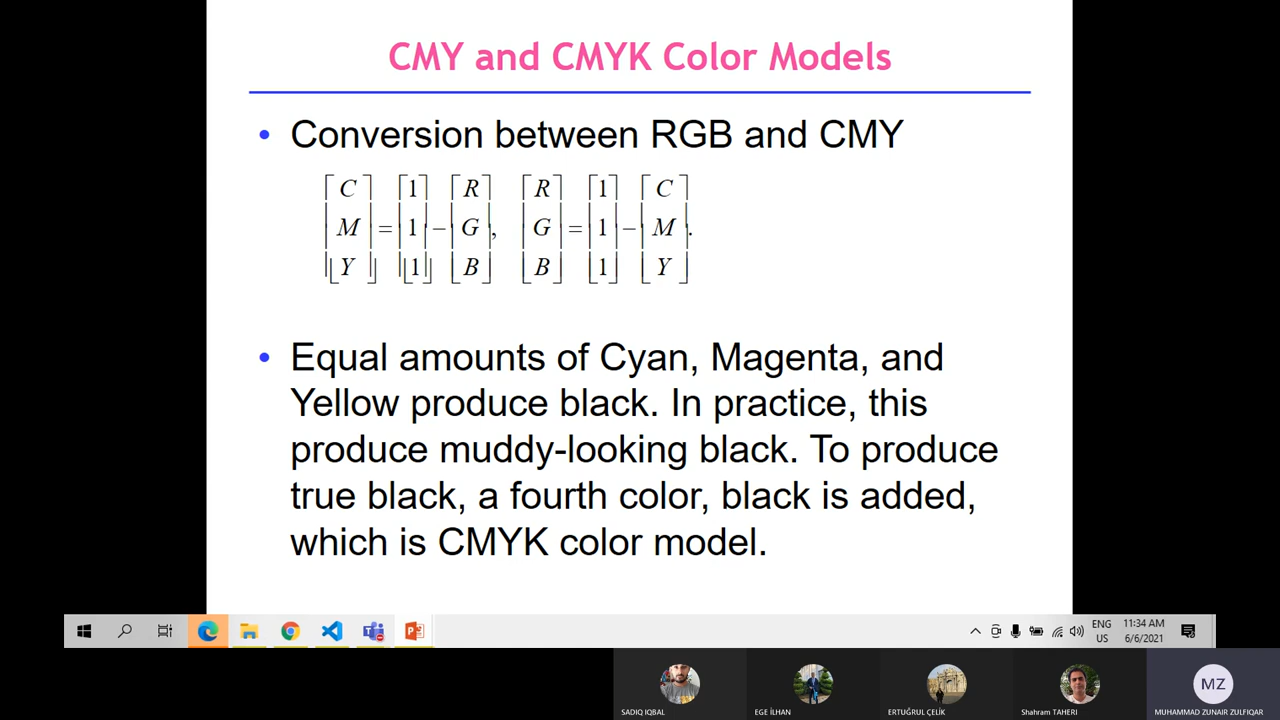 CMY and CMYK Color Models
• Conversion between RGB and CMY
[C M Y] = [1 1 1] − [R G B], [R G B] = [1 1 1] − [C M Y].
• Equal amounts of Cyan, Magenta, and
Yellow produce black. In practice, this
produce muddy-looking black. To produce
true black, a fourth color, black is added,
which is CMYK color model.
ENG
US
11:34 AM
6/6/2021
MZ
SADIQ IQBAL
EGE İLHAN
ERTUĞRUL ÇELİK
Shahram TAHERI
MUHAMMAD ZUNAIR ZULFIQAR